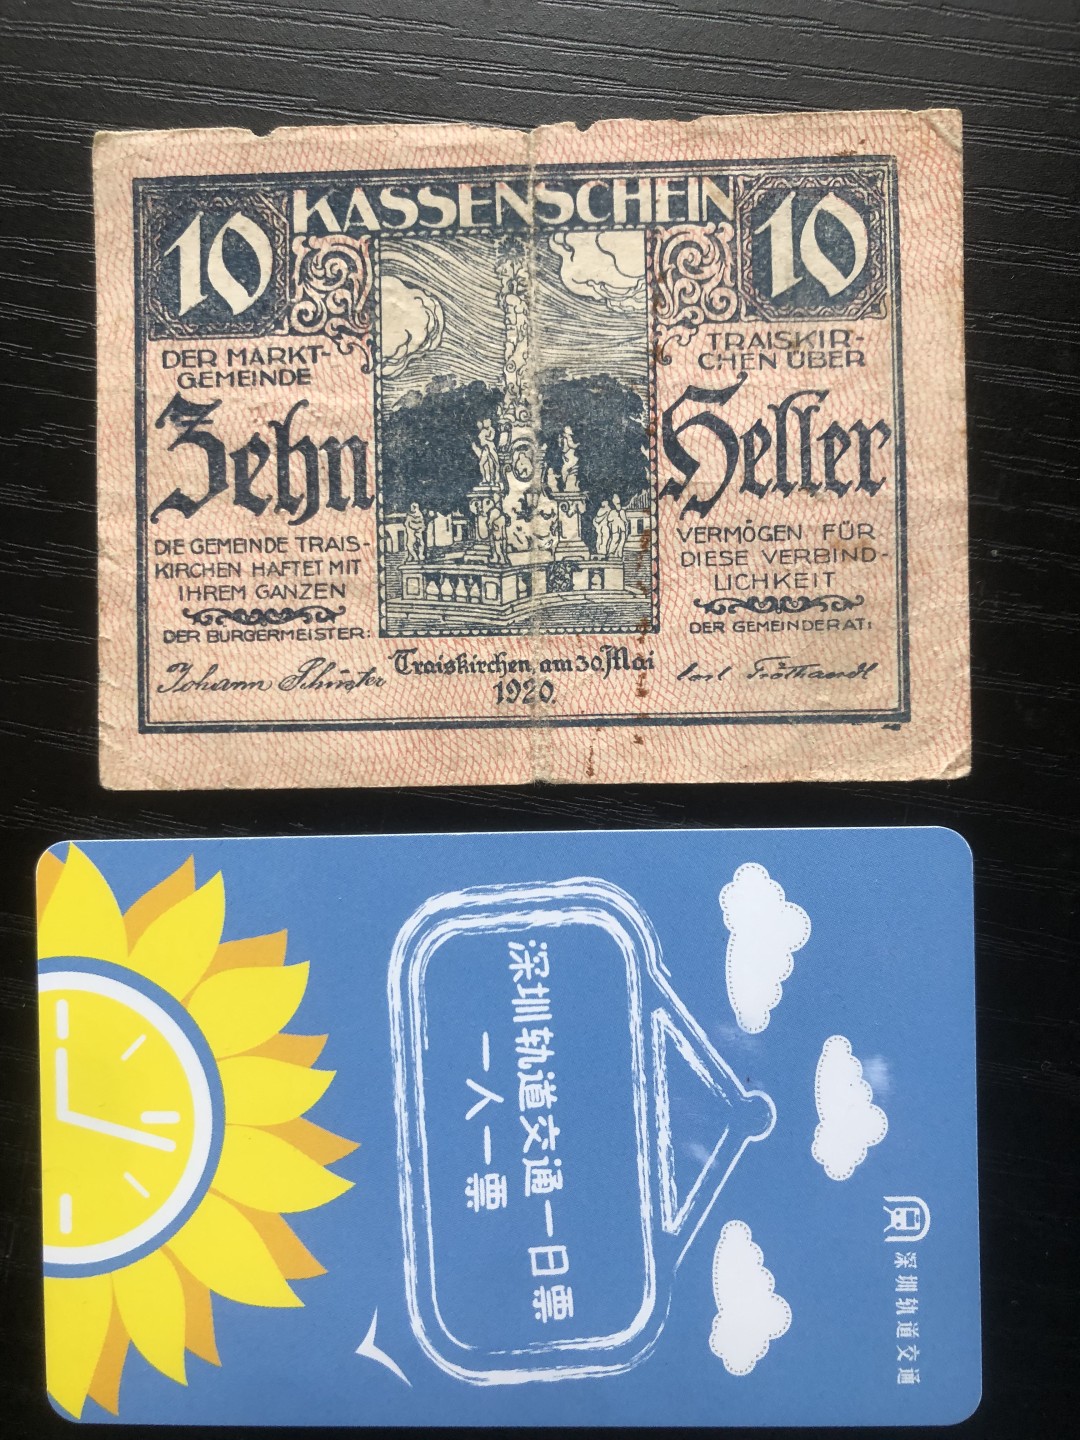 10
KASSENSCHEIN
10
DER MARKT-
GEMEINDE
Zehn
DIE GEMEINDE TRAIS-
KIRCHEN HAFTET MIT
IHREM GANZEN
DER BÜRGERMEISTER:
Johann Schuster
TRAISKIR-
CHEN ÜBER
Heller
VERMÖGEN FÜR
DIESE VERBIND-
LICHKEIT
DER GEMEINDERAT:
Carl
Traiskirchen, am 30. Mai
1920.
深圳轨道交通
深圳轨道交通一日票
一人一票